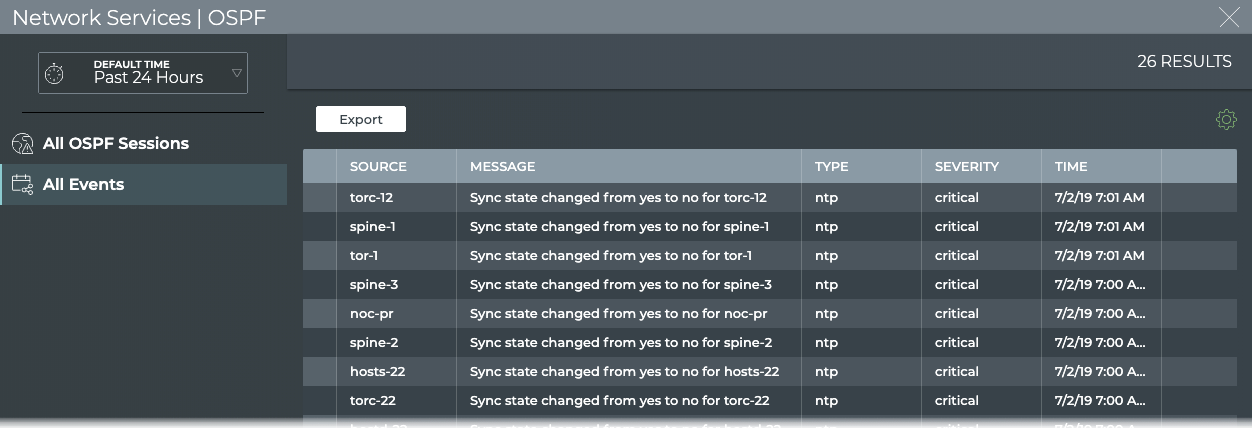 Network Services | OSPF
DEFAULT TIME
Past 24 Hours
26 RESULTS
All OSPF Sessions
All Events
Export
SOURCE MESSAGE TYPE SEVERITY TIME
torc-12 Sync state changed from yes to no for torc-12 ntp critical 7/2/19 7:01 AM
spine-1 Sync state changed from yes to no for spine-1 ntp critical 7/2/19 7:01 AM
tor-1 Sync state changed from yes to no for tor-1 ntp critical 7/2/19 7:01 AM
spine-3 Sync state changed from yes to no for spine-3 ntp critical 7/2/19 7:00 A...
noc-pr Sync state changed from yes to no for noc-pr ntp critical 7/2/19 7:00 A...
spine-2 Sync state changed from yes to no for spine-2 ntp critical 7/2/19 7:00 A...
hosts-22 Sync state changed from yes to no for hosts-22 ntp critical 7/2/19 7:00 A...
torc-22 Sync state changed from yes to no for torc-22 ntp critical 7/2/19 7:00 A...